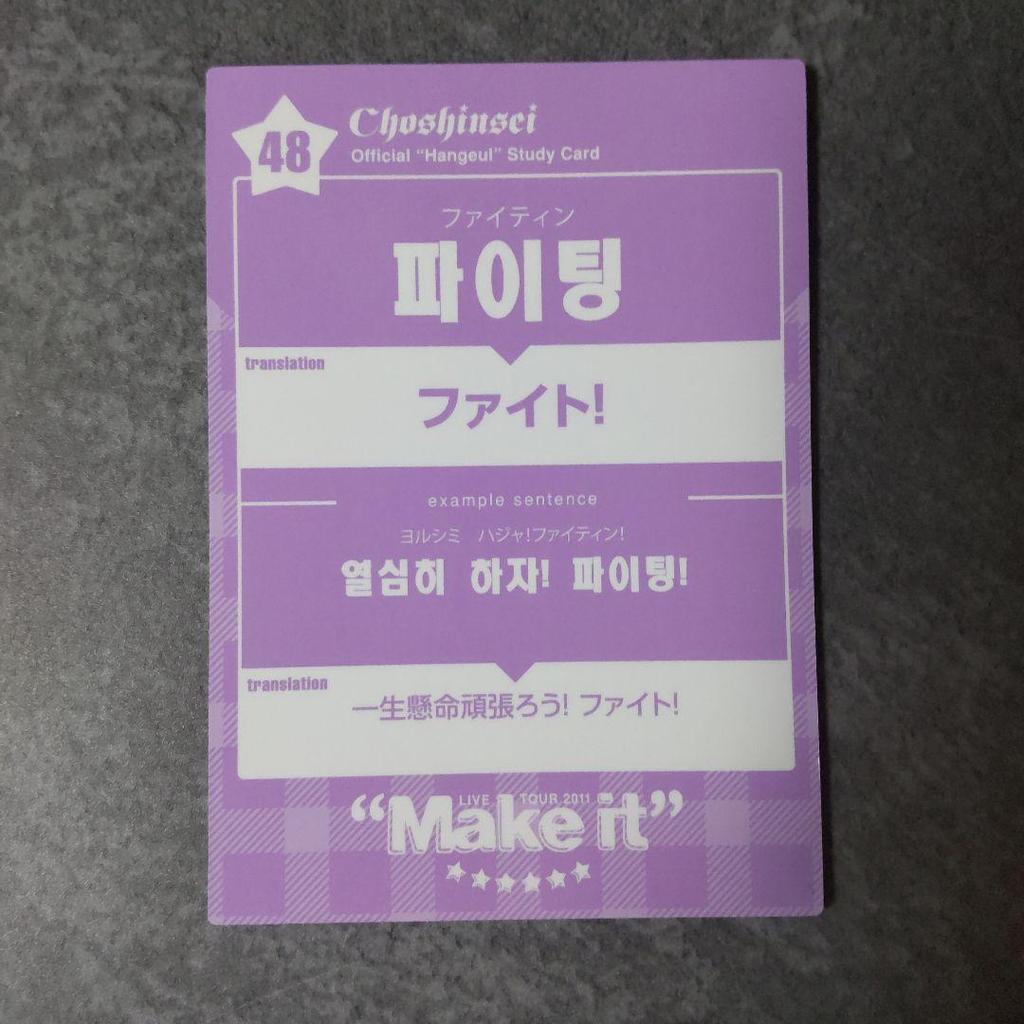 48
Choshinsei
Official "Hangeul" Study Card
ファイティン
파이팅
translation
ファイト!
example sentence
ヨルシミ ハジャ!ファイティン!
열심히 하자! 파이팅!
translation
一生懸命頑張ろう! ファイト!
LIVE TOUR 2011
"Make it"